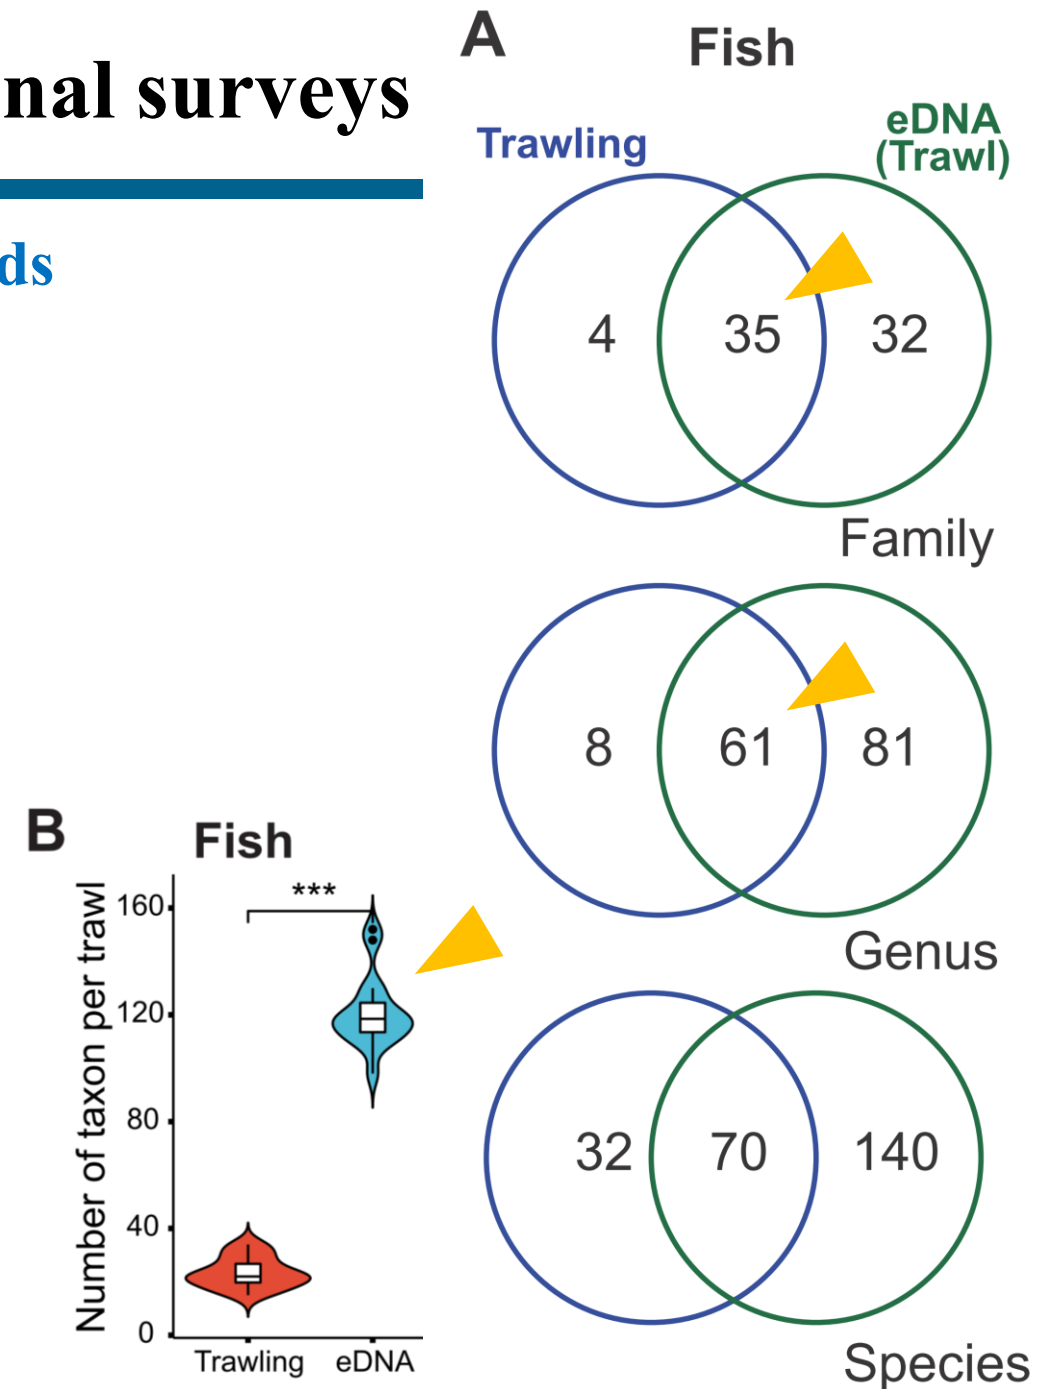 nal surveys
ds
A
Fish
Trawling
eDNA
(Trawl)
4
35
32
Family
8
61
81
Genus
32
70
140
Species
B
Fish
***
Number of taxon per trawl
160
120
80
40
0
Trawling
eDNA